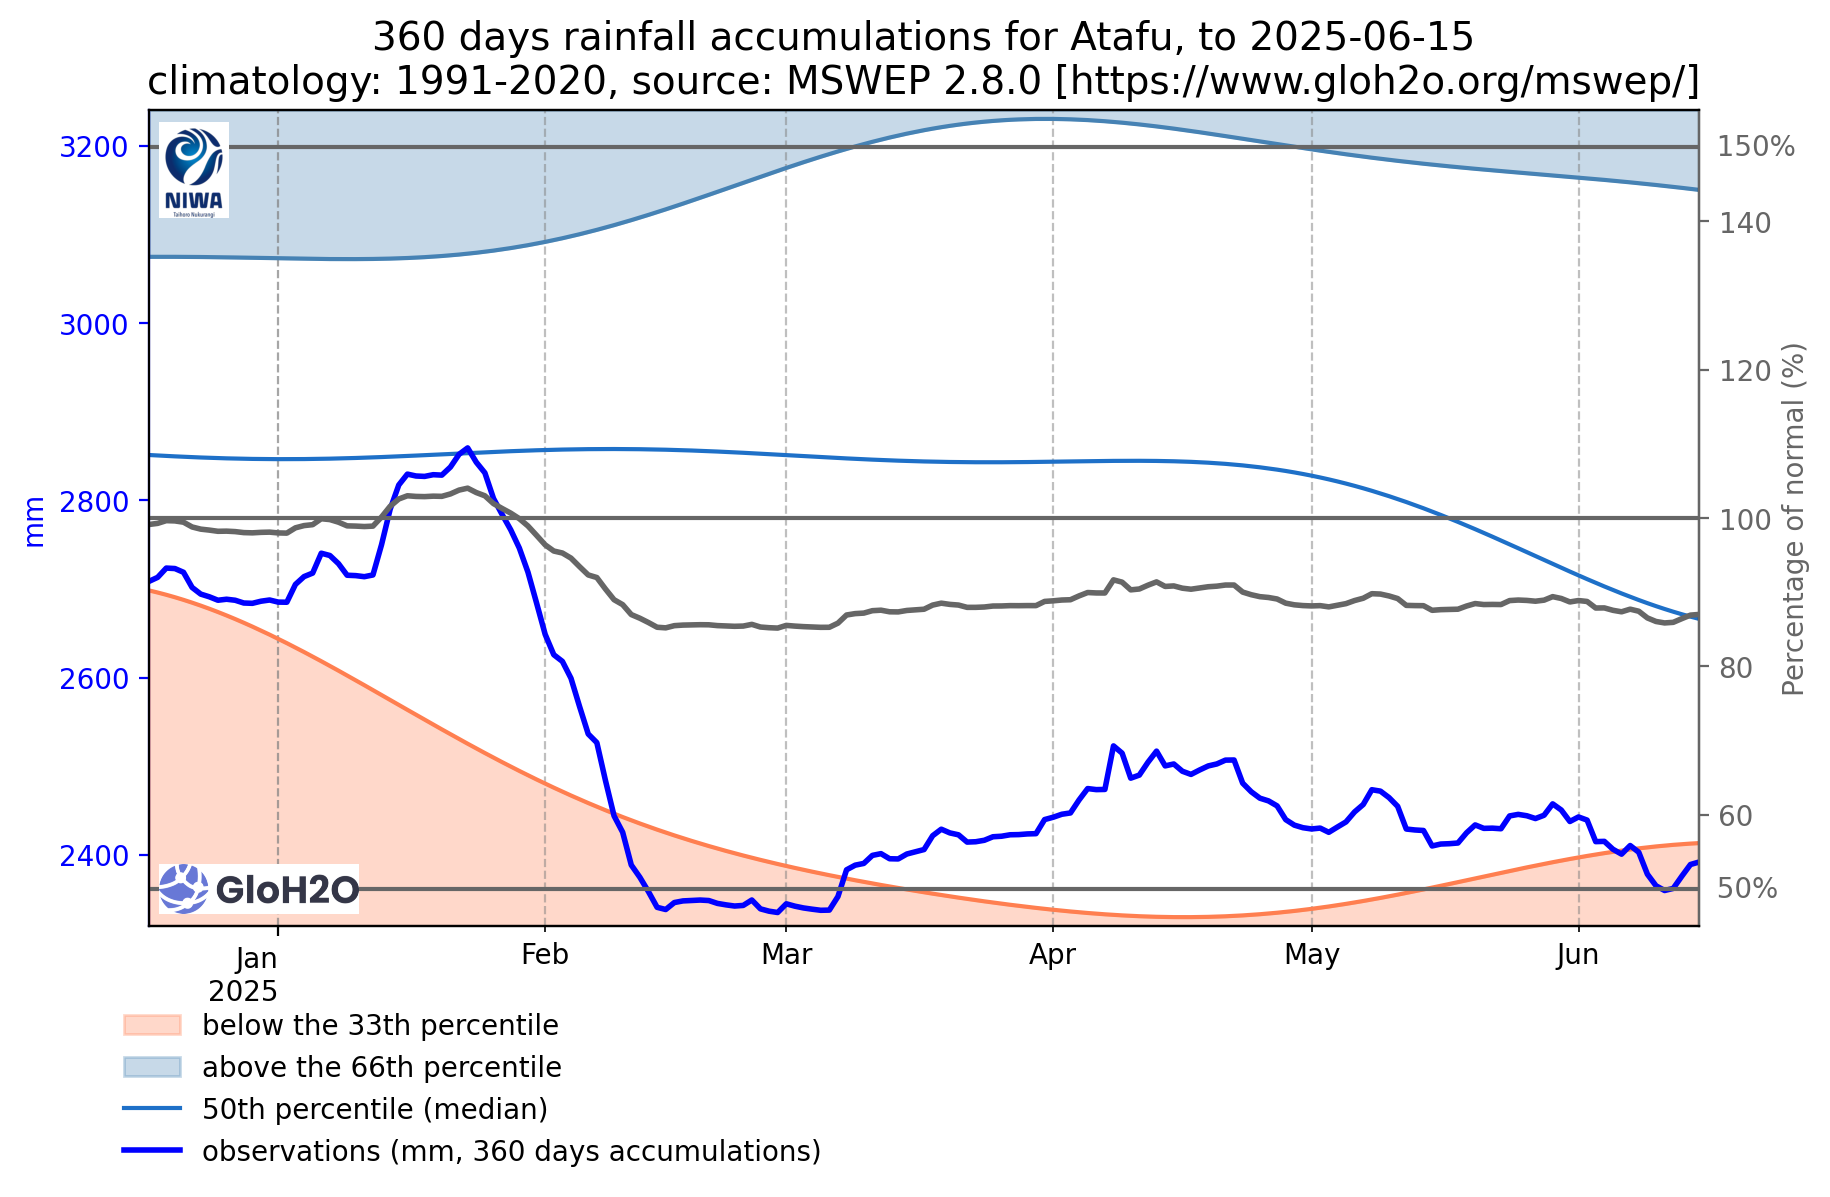 360 days rainfall accumulations for Atafu, to 2025-06-15
climatology: 1991-2020, source: MSWEP 2.8.0 [https://www.gloh2o.org/mswep/]
3200
3000
2800
2600
2400
mm
150%
140
120
100
80
60
50%
Percentage of normal (%)
NIWA
Taihoro Nukurangi
GloH2O
Jan
2025
Feb
Mar
Apr
May
Jun
below the 33th percentile
above the 66th percentile
50th percentile (median)
observations (mm, 360 days accumulations)